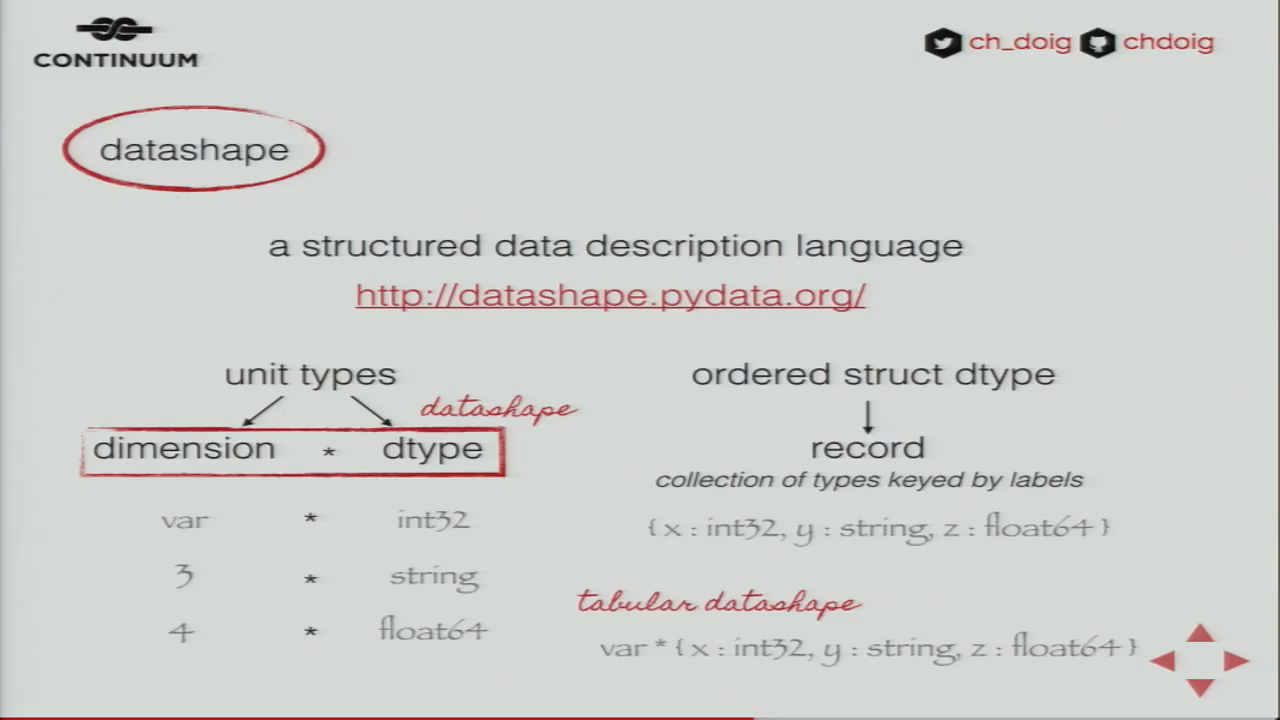 CONTINUUM
ch_doig chdoig
datashape
a structured data description language
http://datashape.pydata.org/
unit types
datashape
dimension * dtype
var * int32
3 * string
4 * float64
ordered struct dtype
record
collection of types keyed by labels
{ x : int32, y : string, z : float64 }
tabular datashape
var * { x : int32, y : string, z : float64 }